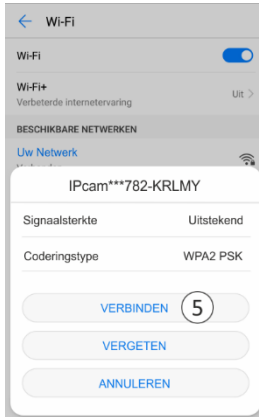 Wi-Fi
Wi-Fi
Wi-Fi+
Verbeterde internetervaring
Uit
BESCHIKBARE NETWERKEN
Uw Netwerk
IPcam***782-KRLMY
Signaalsterkte Uitstekend
Coderingstype WPA2 PSK
VERBINDEN 5
VERGETEN
ANNULEREN